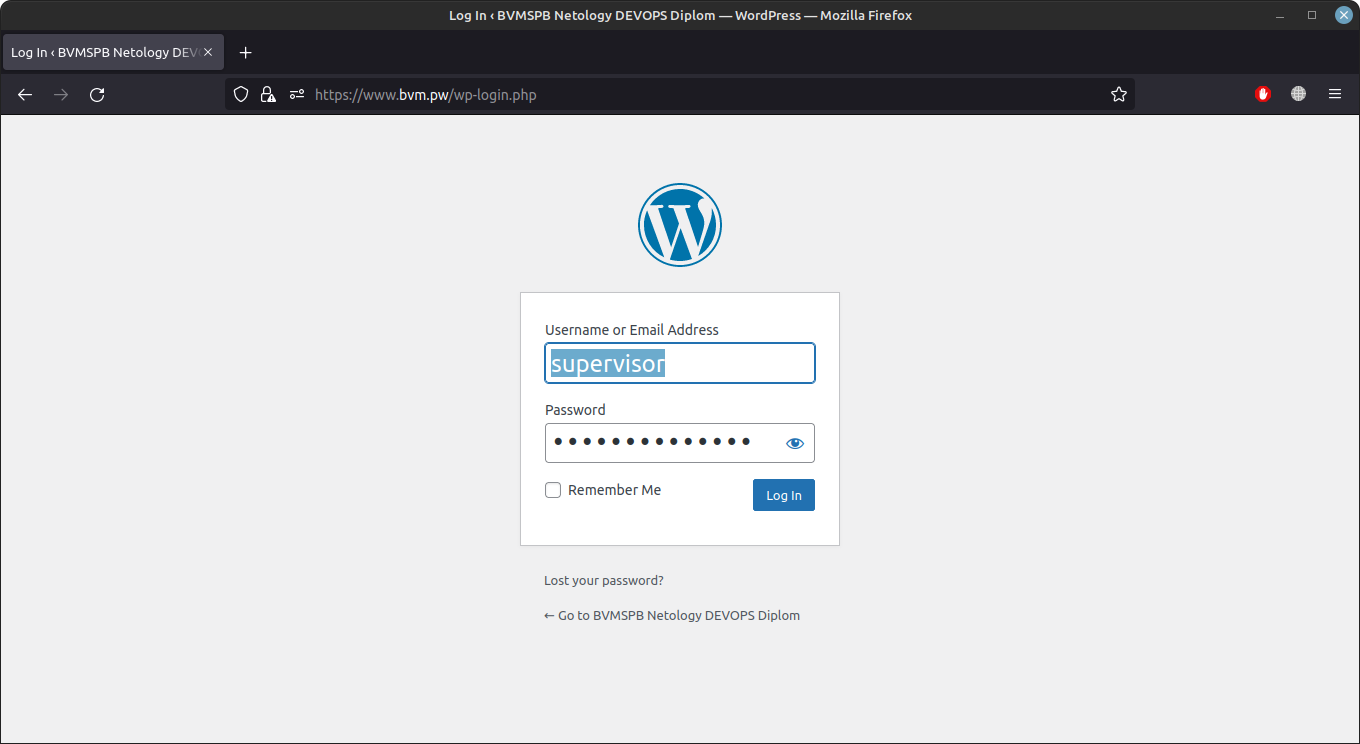 Log In ‹ BVMSPB Netology DEVOPS Diplom — WordPress — Mozilla Firefox
Log In ‹ BVMSPB Netology DEV
https://www.bvm.pw/wp-login.php
Username or Email Address
supervisor
Password
Remember Me
Log In
Lost your password?
← Go to BVMSPB Netology DEVOPS Diplom